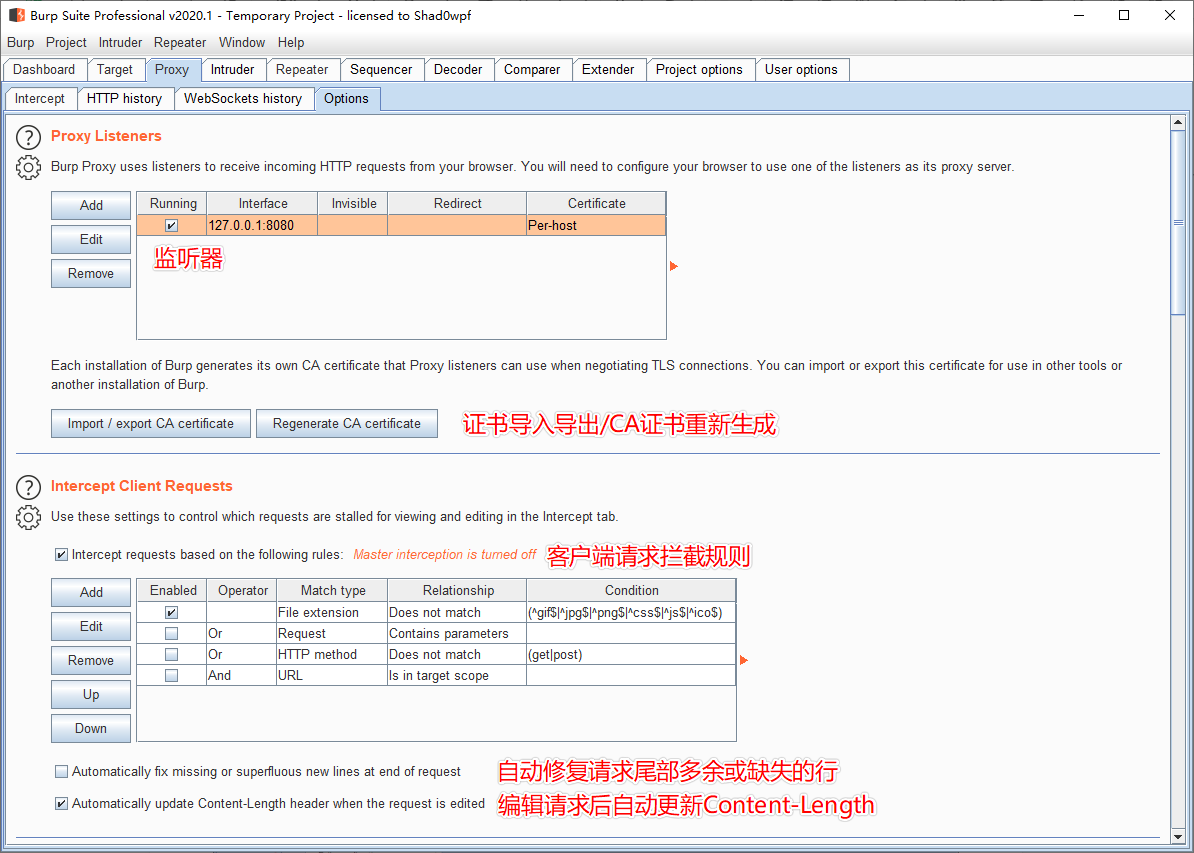 Burp Suite Professional v2020.1 - Temporary Project - licensed to Shad0wpf
Burp Project Intruder Repeater Window Help
Dashboard Target Proxy Intruder Repeater Sequencer Decoder Comparer Extender Project options User options
Intercept HTTP history WebSockets history Options
? Proxy Listeners
Burp Proxy uses listeners to receive incoming HTTP requests from your browser. You will need to configure your browser to use one of the listeners as its proxy server.
Add Running Interface Invisible Redirect Certificate
127.0.0.1:8080 Per-host
Edit
监听器
Remove
Each installation of Burp generates its own CA certificate that Proxy listeners can use when negotiating TLS connections. You can import or export this certificate for use in other tools or
another installation of Burp.
Import / export CA certificate Regenerate CA certificate 证书导入导出/CA证书重新生成
? Intercept Client Requests
Use these settings to control which requests are stalled for viewing and editing in the Intercept tab.
Intercept requests based on the following rules: Master interception is turned off 客户端请求拦截规则
Add Enabled Operator Match type Relationship Condition
File extension Does not match (^gif$|^jpg$|^png$|^css$|^js$|^ico$)
Edit Or Request Contains parameters
Remove Or HTTP method Does not match (get|post)
And URL Is in target scope
Up
Down
Automatically fix missing or superfluous new lines at end of request 自动修复请求尾部多余或缺失的行
Automatically update Content-Length header when the request is edited 编辑请求后自动更新Content-Length